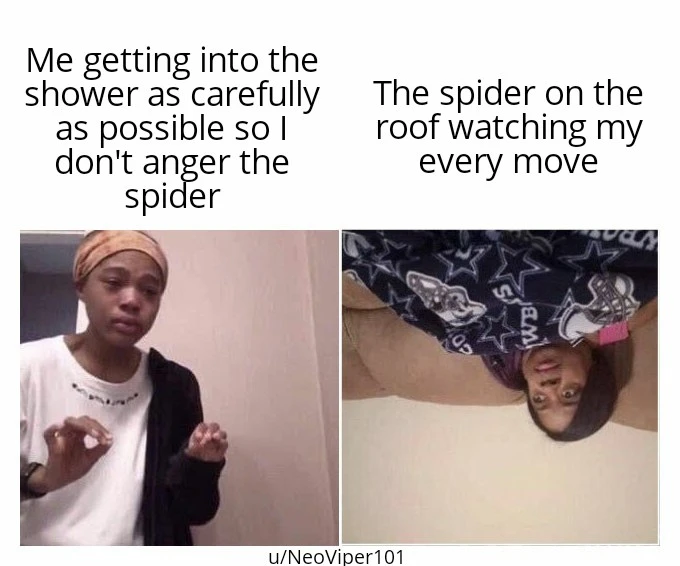 Me getting into the
shower as carefully
as possible so I
don't anger the
spider
The spider on the
roof watching my
every move
u/NeoViper101